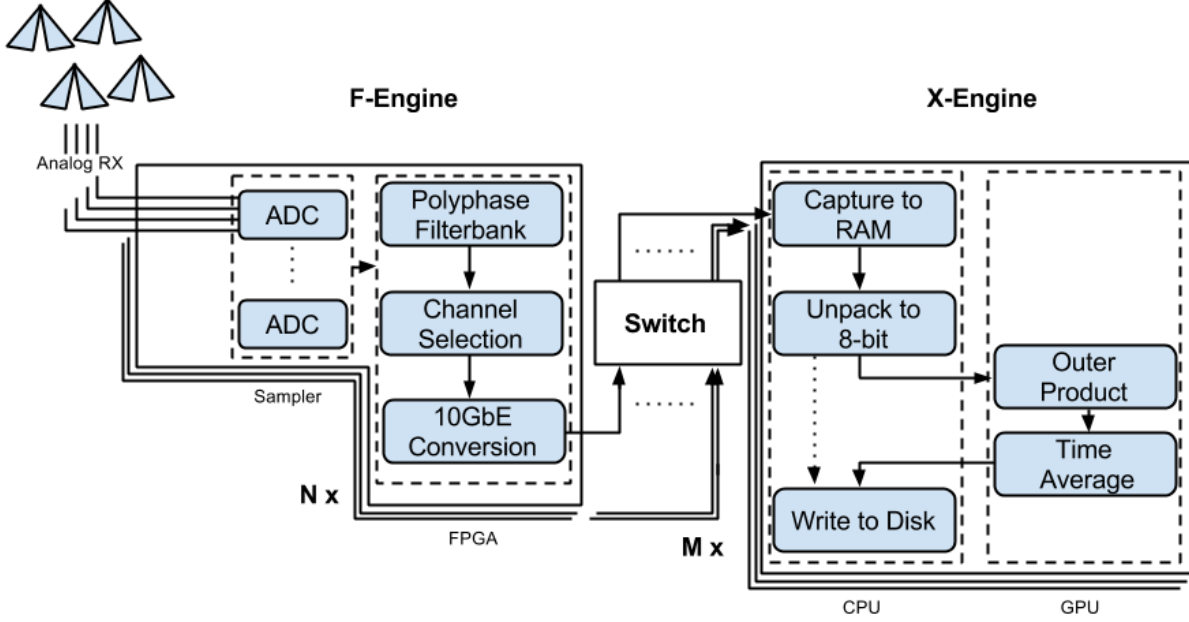 F-Engine
X-Engine
Analog RX
ADC
ADC
Sampler
Polyphase
Filterbank
Channel
Selection
10GbE
Conversion
N x
FPGA
Switch
M x
Capture to
RAM
Unpack to
8-bit
Outer
Product
Time
Average
Write to Disk
CPU
GPU